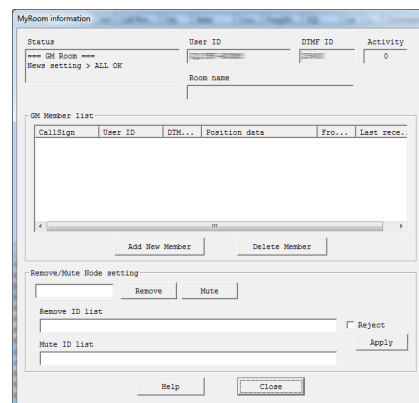 MyRoom information
Status
User ID
DTMF ID
Activity
=== GM Room ===
News setting > ALL OK
0
Room name
GM Member list
CallSign
User ID
DTM...
Position data
Fro...
Last rece..
Add New Member
Delete Member
Remove/Mute Node setting
Remove
Mute
Remove ID list
Reject
Apply
Mute ID list
Help
Close